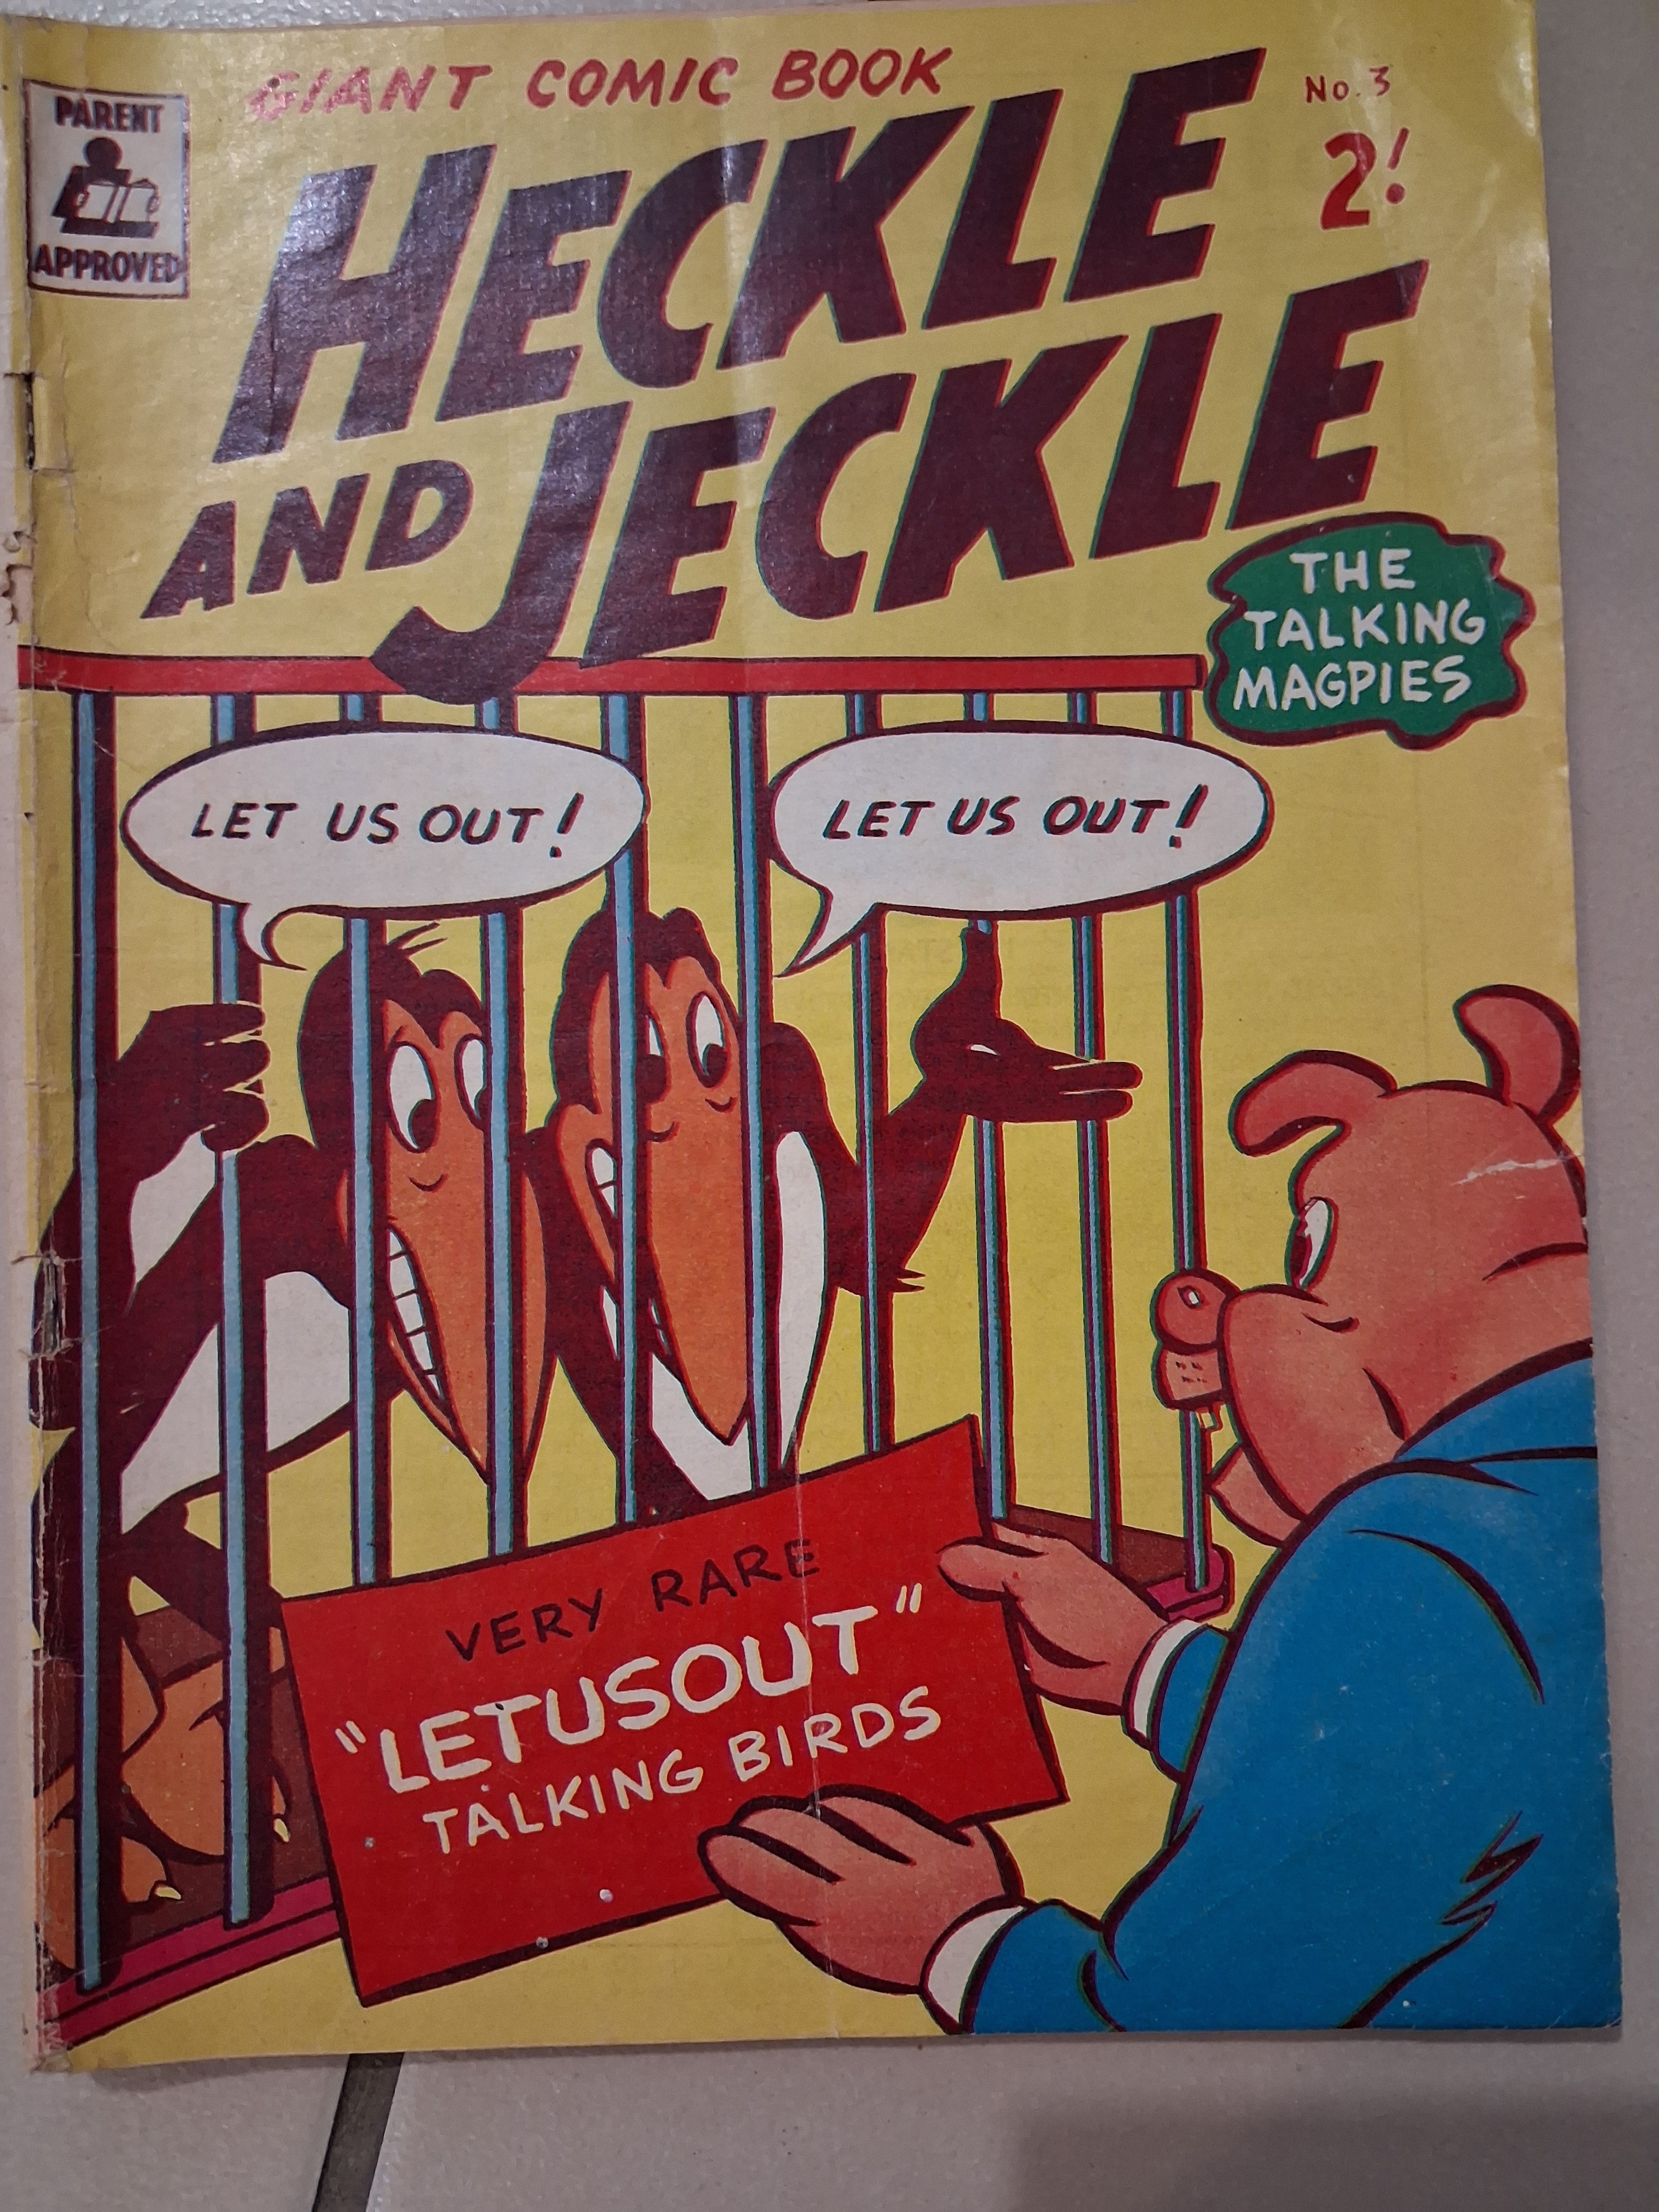 GIANT COMIC BOOK
No. 3
2!
PARENT
APPROVED
HECKLE
AND JECKLE
THE
TALKING
MAGPIES
LET US OUT!
LET US OUT!
VERY RARE
"LETUSOUT"
TALKING BIRDS